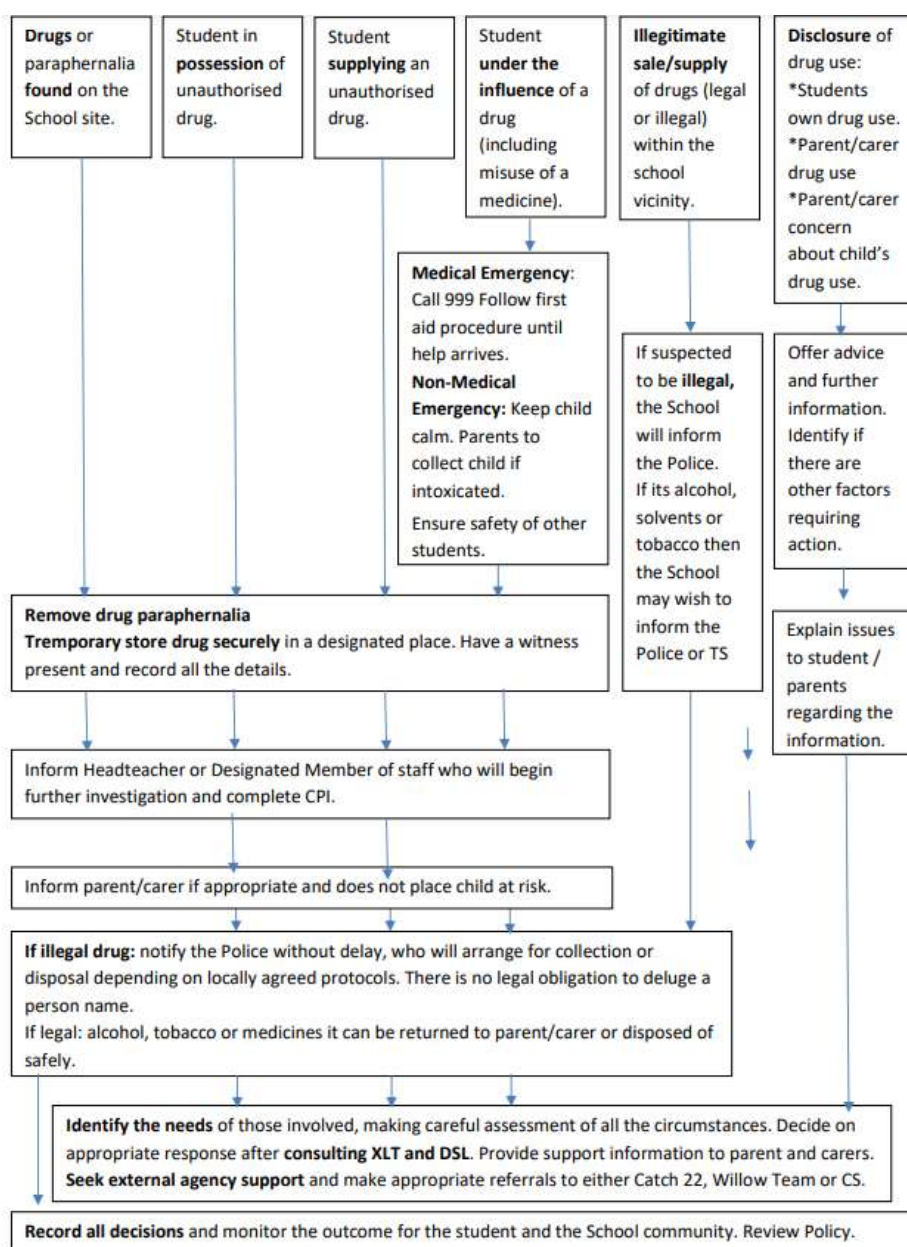 Drugs or
paraphernalia
found on the
School site.
Student in
possession of
unauthorised
drug.
Student
supplying an
unauthorised
drug.
Student
under the
influence of a
drug
(including
misuse of a
medicine).
Illegitimate
sale/supply
of drugs (legal
or illegal)
within the
school
vicinity.
Disclosure of
drug use:
*Students
own drug use.
*Parent/carer
drug use
*Parent/carer
concern
about child's
drug use.
Medical Emergency:
Call 999 Follow first
aid procedure until
help arrives.
Non-Medical
Emergency: Keep child
calm. Parents to
collect child if
intoxicated.
Ensure safety of other
students.
If suspected
to be illegal,
the School
will inform
the Police.
If its alcohol,
solvents or
tobacco then
the School
may wish to
inform the
Police or TS
Offer advice
and further
information.
Identify if
there are
other factors
requiring
action.
Remove drug paraphernalia
Tremporary store drug securely in a designated place. Have a witness
present and record all the details.
Explain issues
to student /
parents
regarding the
information.
Inform Headteacher or Designated Member of staff who will begin
further investigation and complete CPI.
Inform parent/carer if appropriate and does not place child at risk.
If illegal drug: notify the Police without delay, who will arrange for collection or
disposal depending on locally agreed protocols. There is no legal obligation to deluge a
person name.
If legal: alcohol, tobacco or medicines it can be returned to parent/carer or disposed of
safely.
Identify the needs of those involved, making careful assessment of all the circumstances. Decide on
appropriate response after consulting XLT and DSL. Provide support information to parent and carers.
Seek external agency support and make appropriate referrals to either Catch 22, Willow Team or CS.
Record all decisions and monitor the outcome for the student and the School community. Review Policy.